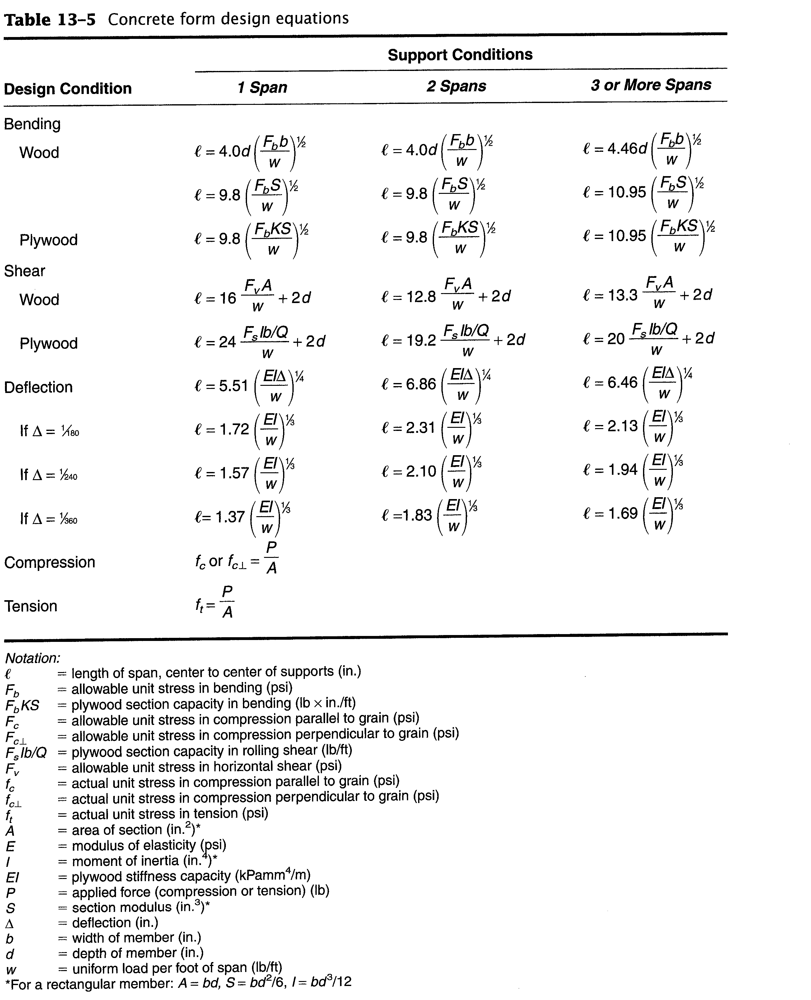 Table 13–5 Concrete form design equations
Support Conditions
Design Condition 1 Span 2 Spans 3 or More Spans
Bending
Wood ℓ = 4.0d (F_b b / w)^½ ℓ = 4.0d (F_b b / w)^½ ℓ = 4.46d (F_b b / w)^½
ℓ = 9.8 (F_b S / w)^½ ℓ = 9.8 (F_b S / w)^½ ℓ = 10.95 (F_b S / w)^½
Plywood ℓ = 9.8 (F_b KS / w)^½ ℓ = 9.8 (F_b KS / w)^½ ℓ = 10.95 (F_b KS / w)^½
Shear
Wood ℓ = 16 F_v A / w + 2d ℓ = 12.8 F_v A / w + 2d ℓ = 13.3 F_v A / w + 2d
Plywood ℓ = 24 F_s Ib/Q / w + 2d ℓ = 19.2 F_s Ib/Q / w + 2d ℓ = 20 F_s Ib/Q / w + 2d
Deflection ℓ = 5.51 (EIΔ / w)^¼ ℓ = 6.86 (EIΔ / w)^¼ ℓ = 6.46 (EIΔ / w)^¼
If Δ = 1/180 ℓ = 1.72 (EI / w)^⅓ ℓ = 2.31 (EI / w)^⅓ ℓ = 2.13 (EI / w)^⅓
If Δ = 1/240 ℓ = 1.57 (EI / w)^⅓ ℓ = 2.10 (EI / w)^⅓ ℓ = 1.94 (EI / w)^⅓
If Δ = 1/360 ℓ= 1.37 (EI / w)^⅓ ℓ =1.83 (EI / w)^⅓ ℓ = 1.69 (EI / w)^⅓
Compression f_c or f_c⊥ = P / A
Tension f_t = P / A
Notation:
ℓ = length of span, center to center of supports (in.)
F_b = allowable unit stress in bending (psi)
F_b KS = plywood section capacity in bending (lb × in./ft)
F_c = allowable unit stress in compression parallel to grain (psi)
F_c⊥ = allowable unit stress in compression perpendicular to grain (psi)
F_s Ib/Q = plywood section capacity in rolling shear (lb/ft)
F_v = allowable unit stress in horizontal shear (psi)
f_c = actual unit stress in compression parallel to grain (psi)
f_c⊥ = actual unit stress in compression perpendicular to grain (psi)
f_t = actual unit stress in tension (psi)
A = area of section (in.²)*
E = modulus of elasticity (psi)
I = moment of inertia (in.⁴)*
EI = plywood stiffness capacity (kPamm⁴/m)
P = applied force (compression or tension) (lb)
S = section modulus (in.³)*
Δ = deflection (in.)
b = width of member (in.)
d = depth of member (in.)
w = uniform load per foot of span (lb/ft)
*For a rectangular member: A = bd, S = bd²/6, I = bd³/12